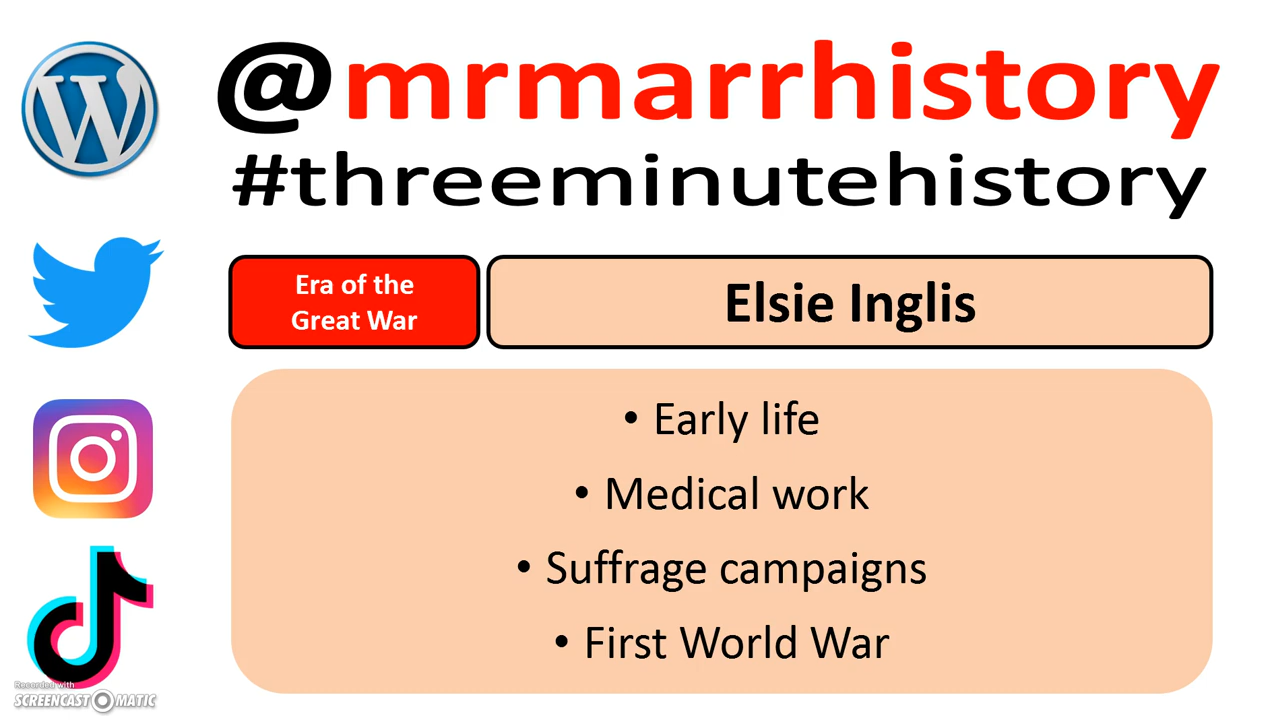 @mrmarrhistory
#threeminutehistory
Era of the
Great War
Elsie Inglis
• Early life
• Medical work
• Suffrage campaigns
• First World War
Recorded with
SCREENCAST-O-MATIC